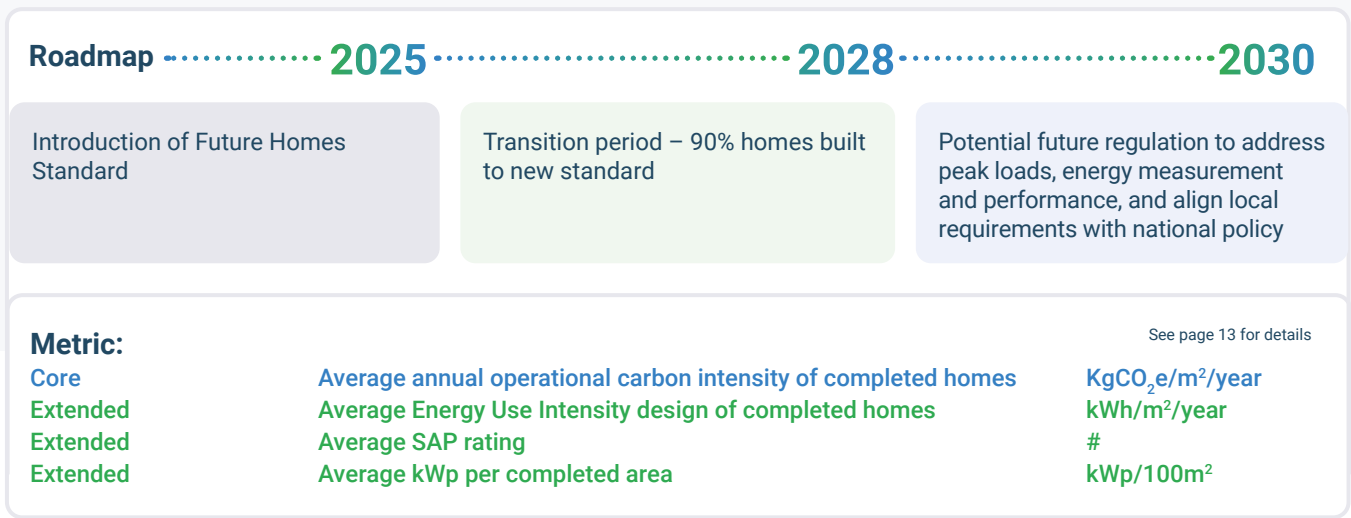 Roadmap 2025 2028 2030
Introduction of Future Homes
Standard
Transition period – 90% homes built
to new standard
Potential future regulation to address
peak loads, energy measurement
and performance, and align local
requirements with national policy
Metric:
See page 13 for details
Core Average annual operational carbon intensity of completed homes KgCO₂e/m²/year
Extended Average Energy Use Intensity design of completed homes kWh/m²/year
Extended Average SAP rating #
Extended Average kWp per completed area kWp/100m²